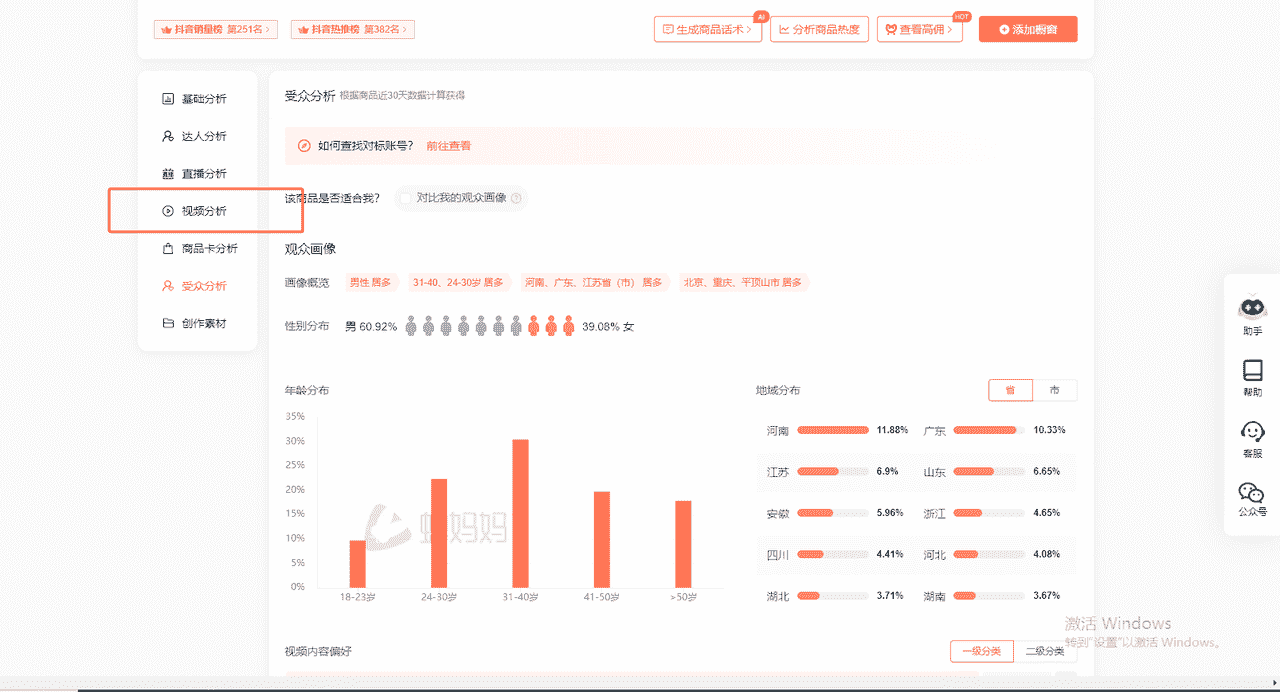 抖音销量榜 第251名 >
抖音热推榜 第382名 >
生成商品话术 >
AI
分析商品热度
查看高佣 >
HOT
添加橱窗
基础分析
达人分析
直播分析
视频分析
商品卡分析
受众分析
创作素材
受众分析 根据商品近30天数据计算获得
如何查找对标账号? 前往查看
该商品是否适合我? 对比我的观众画像 ?
观众画像
画像概览 男性 居多 31-40、24-30岁 居多 河南、广东、江苏省（市） 居多 北京、重庆、平顶山市 居多
性别分布 男 60.92% 39.08% 女
年龄分布
35%
30%
25%
20%
15%
10%
5%
0%
18-23岁 24-30岁 31-40岁 41-50岁 >50岁
蝉妈妈
地域分布 省 市
河南 11.88% 广东 10.33%
江苏 6.9% 山东 6.65%
安徽 5.96% 浙江 4.65%
四川 4.41% 河北 4.08%
湖北 3.71% 湖南 3.67%
视频内容偏好 一级分类 二级分类
助手
帮助
客服
公众号
激活 Windows
转到"设置"以激活 Windows。